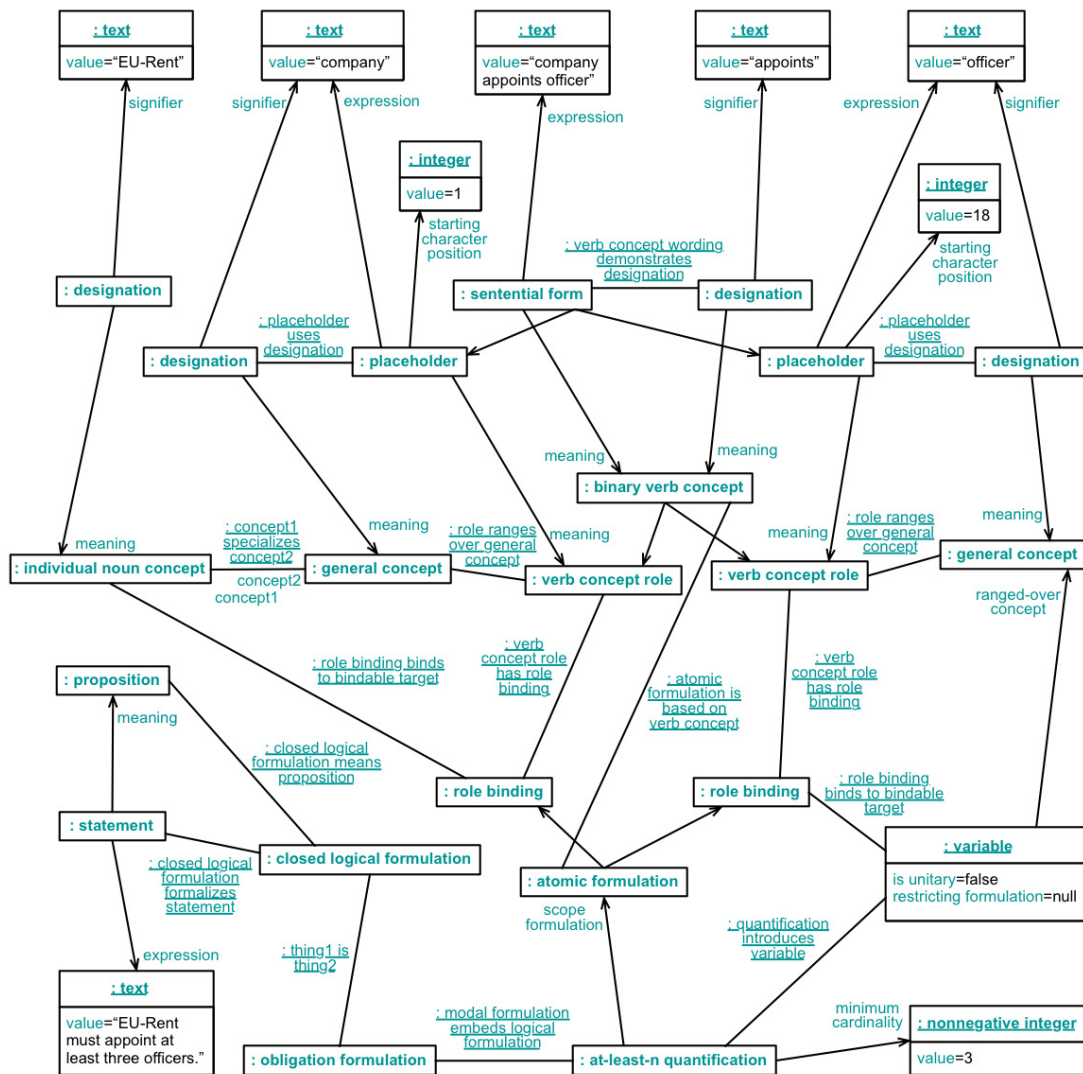 : text
value="EU-Rent"
: text
value="company"
: text
value="company
appoints officer"
: text
value="appoints"
: text
value="officer"
signifier
signifier
expression
expression
signifier
expression
signifier
: integer
value=1
: integer
value=18
starting
character
position
starting
character
position
: verb concept wording
demonstrates
designation
: designation
: sentential form
: designation
: placeholder
uses
designation
: placeholder
uses
designation
: designation
: placeholder
: placeholder
: designation
meaning
meaning
: binary verb concept
meaning
: concept1
specializes
concept2
meaning
: role ranges
over general
concept
meaning
meaning
: role ranges
over general
concept
meaning
: individual noun concept
: general concept
: verb concept role
: verb concept role
: general concept
concept2
concept1
ranged-over
concept
: role binding binds
to bindable target
: verb
concept role
has role
binding
: atomic
formulation is
based on
verb concept
: verb
concept role
has role
binding
: proposition
meaning
: closed logical
formulation means
proposition
: role binding
: role binding
: role binding
binds to bindable
target
: statement
: closed logical formulation
: variable
is unitary=false
restricting formulation=null
: closed logical
formulation
formalizes
statement
: atomic formulation
scope
formulation
: quantification
introduces
variable
expression
: thing1 is
thing2
: text
value="EU-Rent
must appoint at
least three officers."
: modal formulation
embeds logical
formulation
minimum
cardinality
: obligation formulation
: at-least-n quantification
: nonnegative integer
value=3